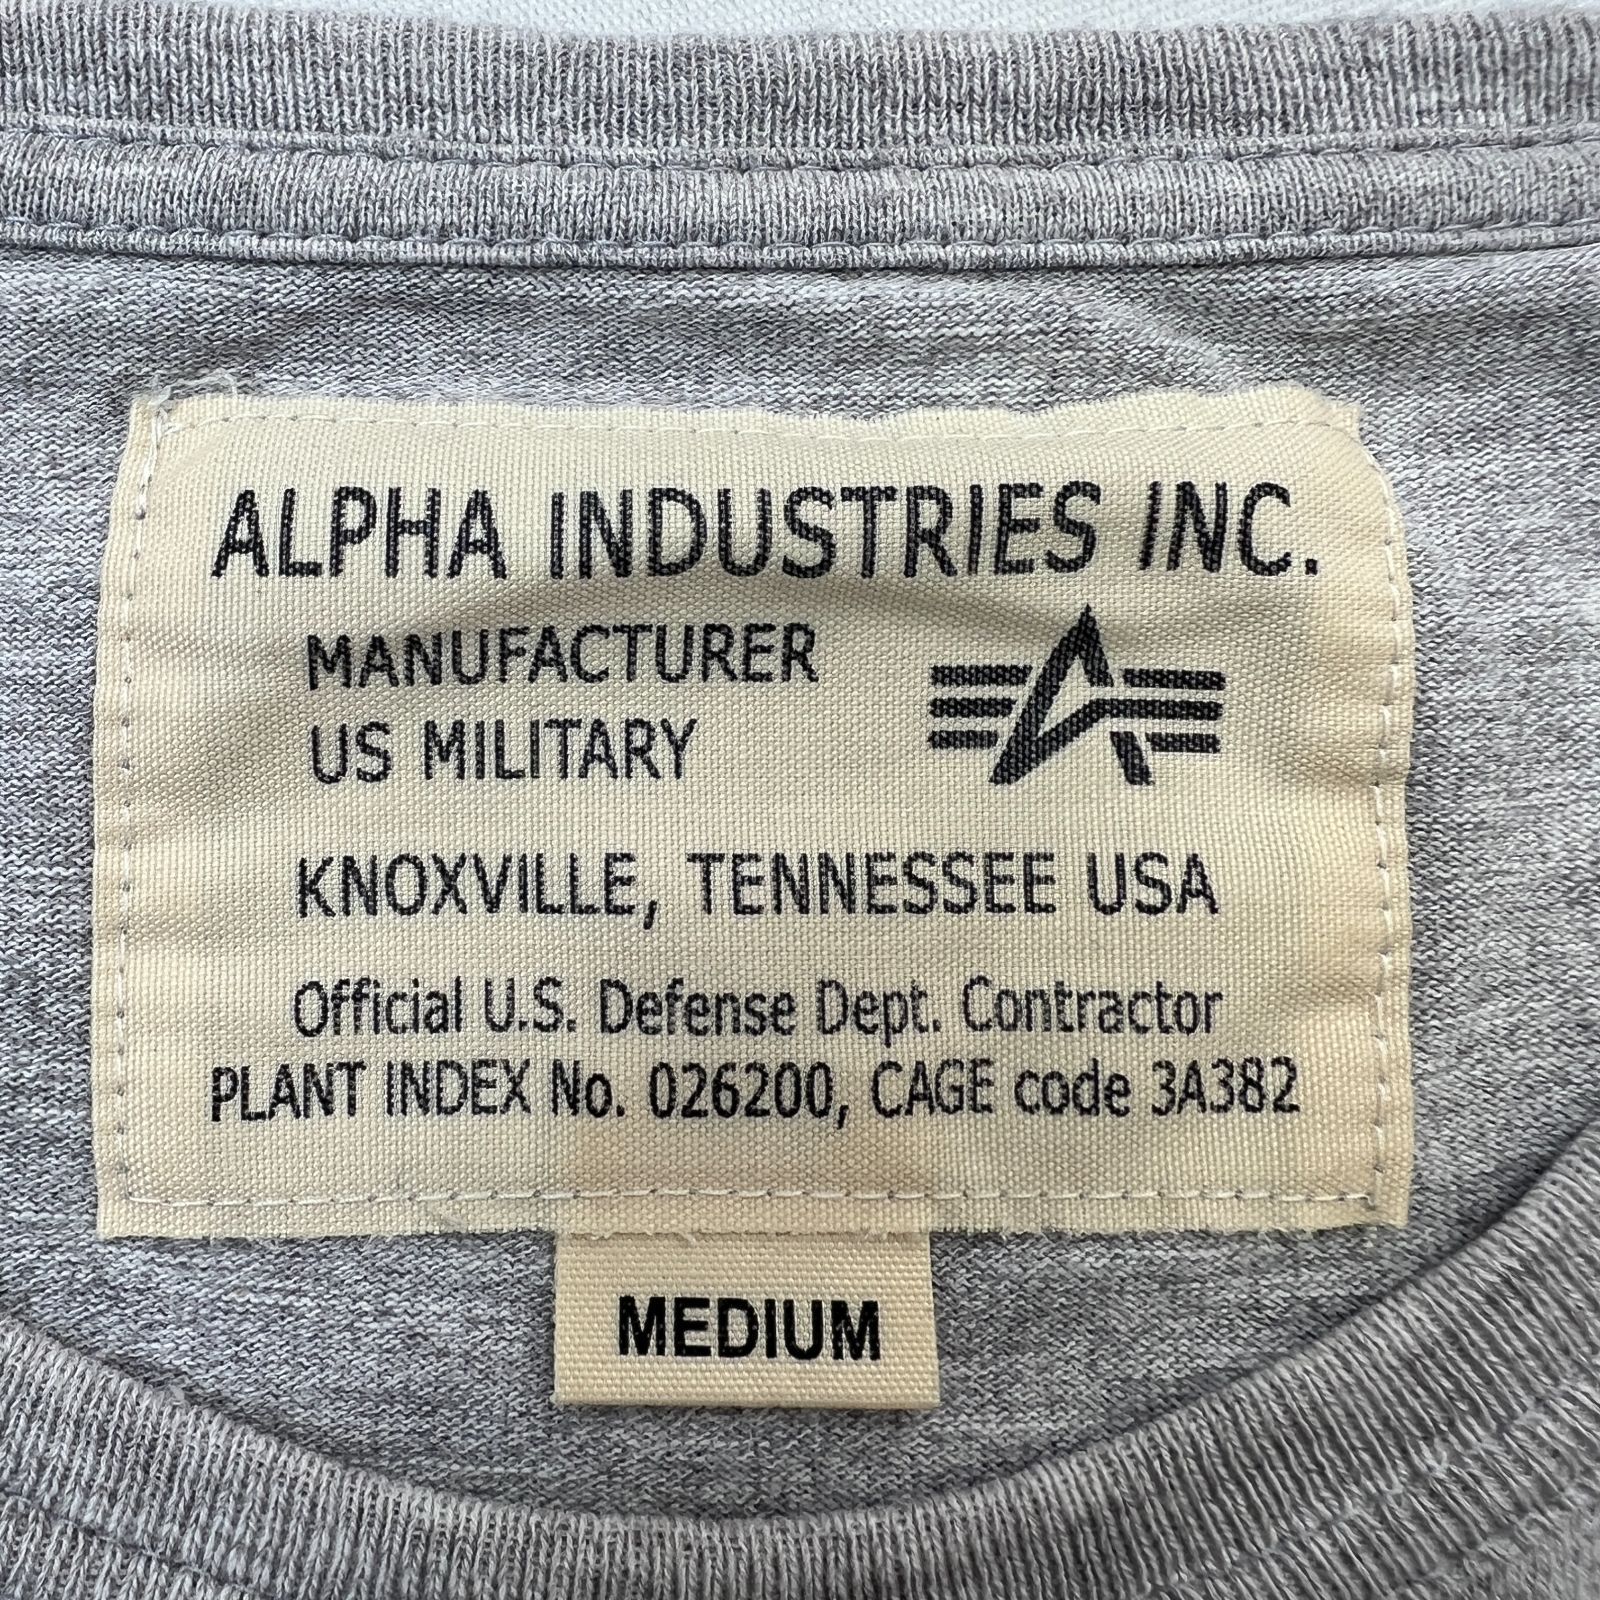 ALPHA INDUSTRIES INC.
MANUFACTURER
US MILITARY
KNOXVILLE, TENNESSEE USA
Official U.S. Defense Dept. Contractor
PLANT INDEX No. 026200, CAGE code 3A382
MEDIUM